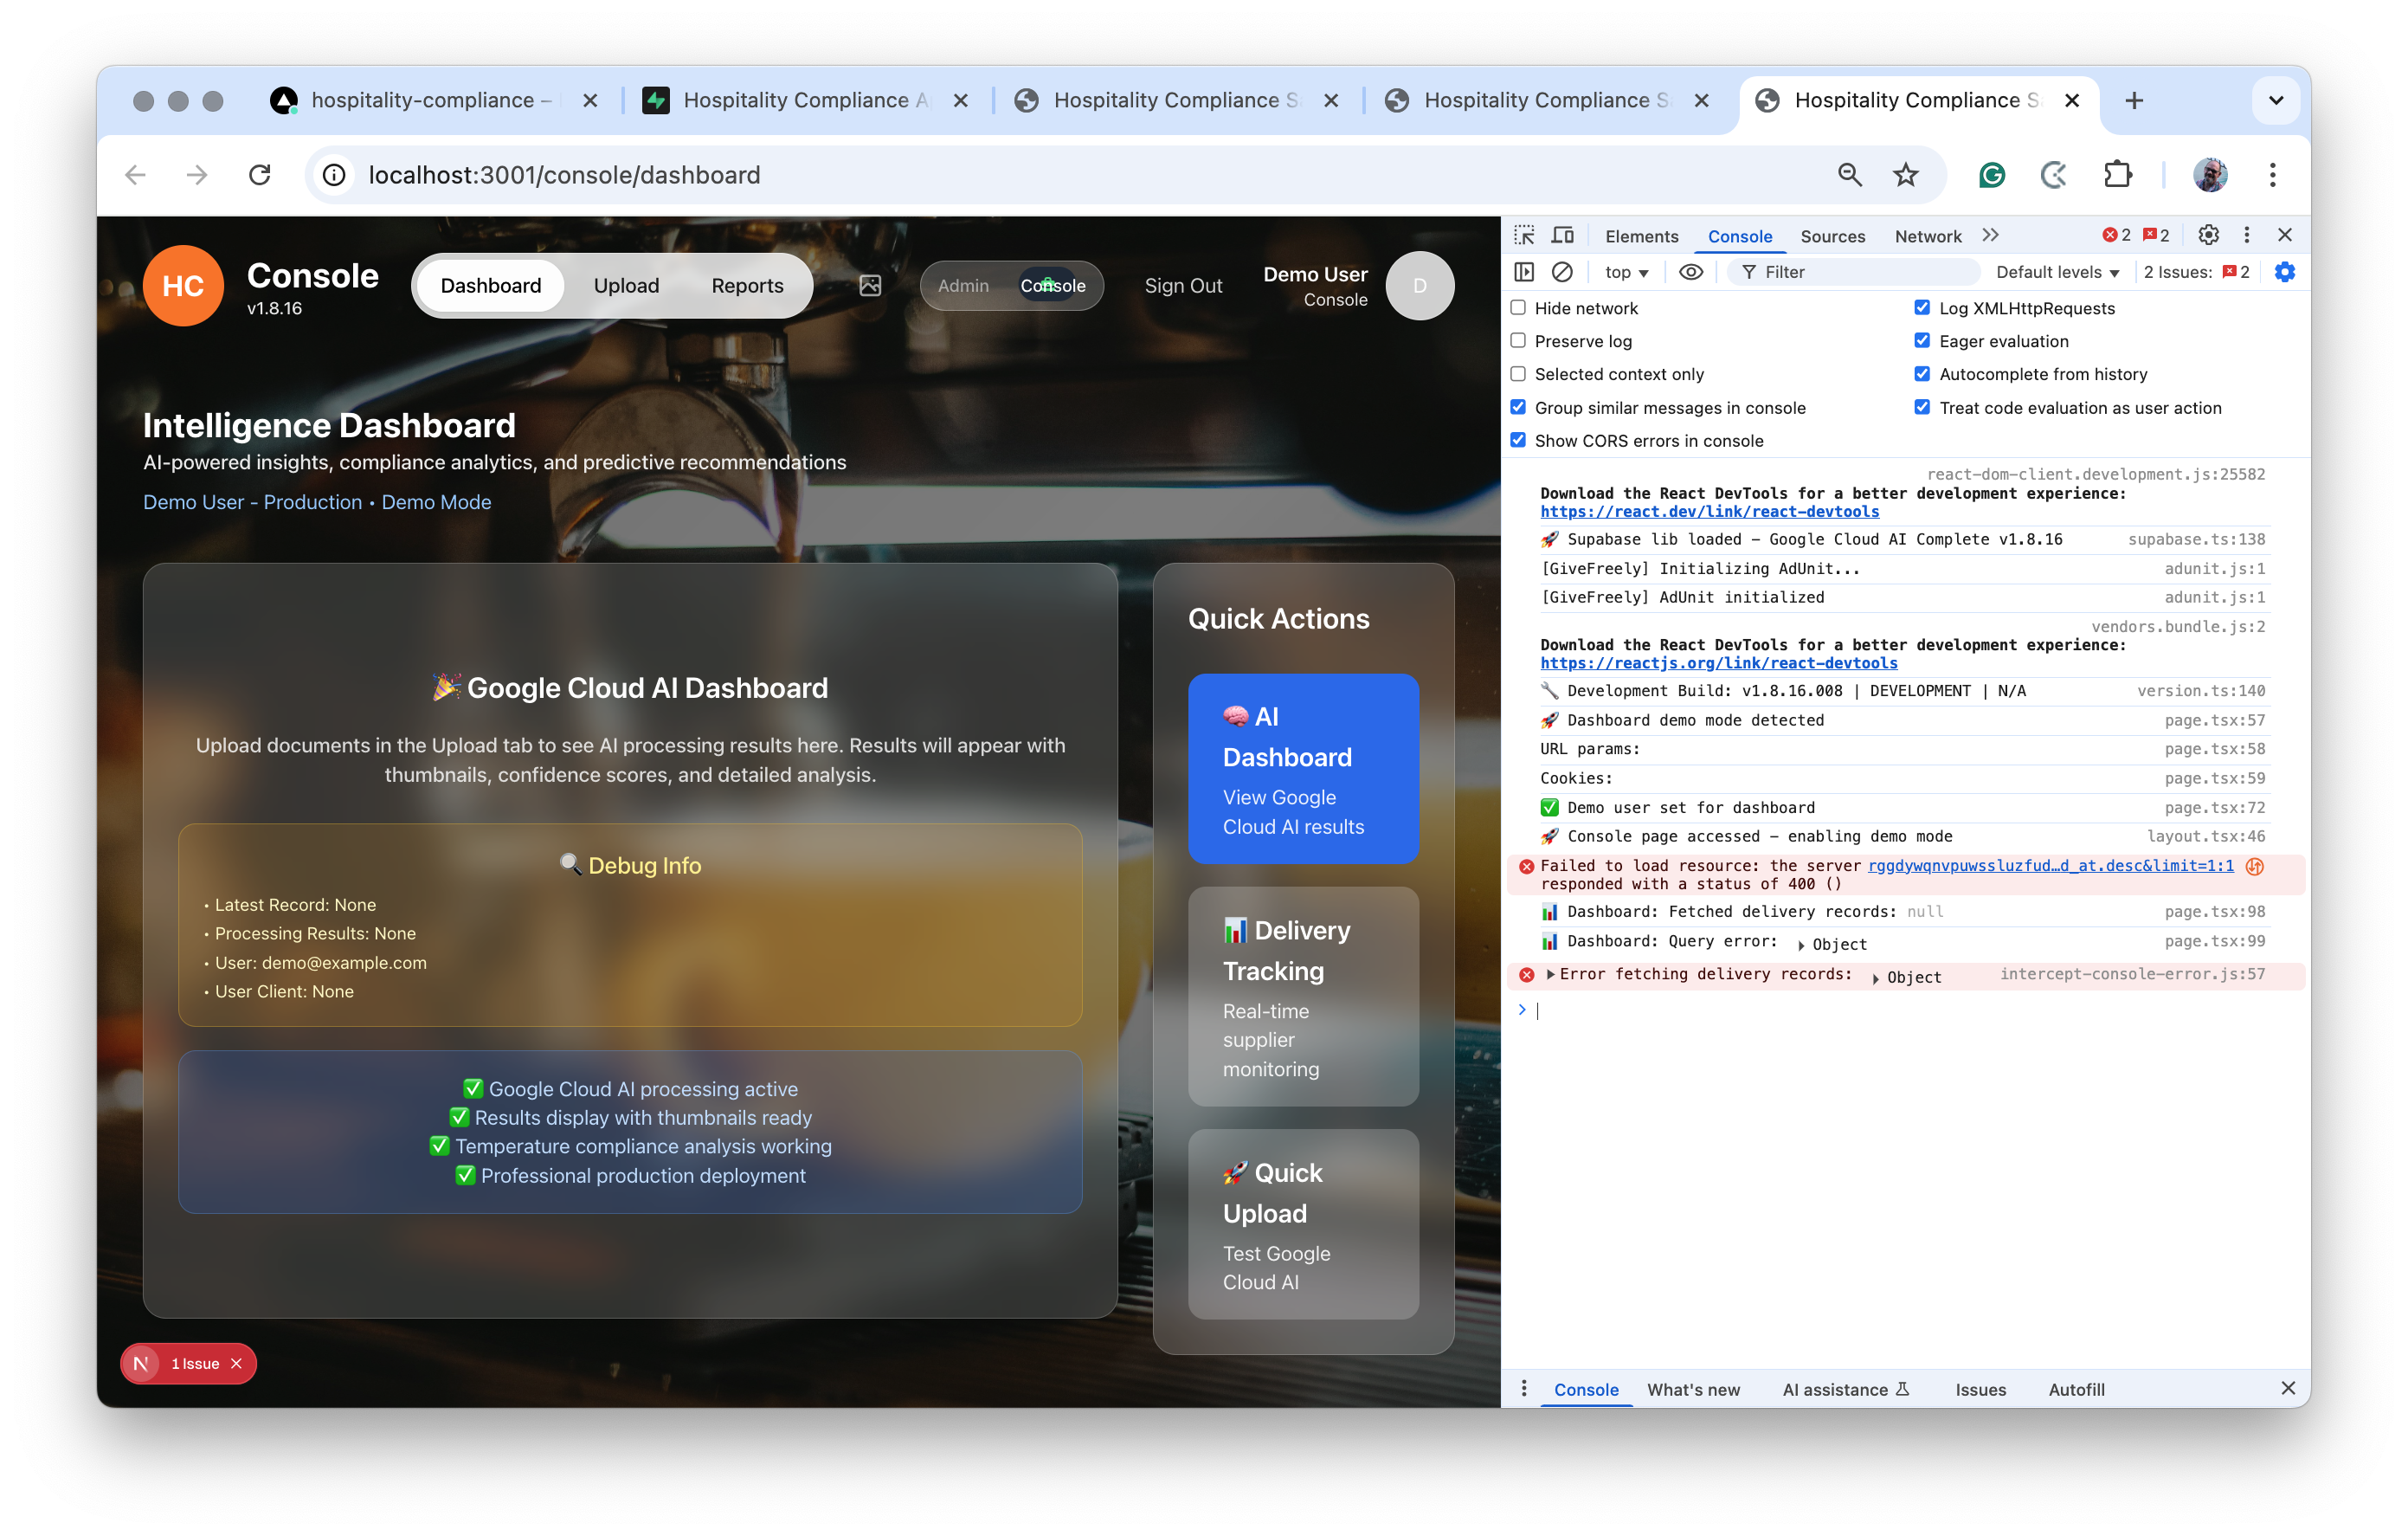 hospitality-compliance –
Hospitality Compliance A
Hospitality Compliance S
Hospitality Compliance S
Hospitality Compliance S
localhost:3001/console/dashboard
HC
Console
v1.8.16
Dashboard
Upload
Reports
Admin
Console
Sign Out
Demo User
Console
D
Intelligence Dashboard
AI-powered insights, compliance analytics, and predictive recommendations
Demo User - Production • Demo Mode
🎉 Google Cloud AI Dashboard
Upload documents in the Upload tab to see AI processing results here. Results will appear with
thumbnails, confidence scores, and detailed analysis.
🔍 Debug Info
• Latest Record: None
• Processing Results: None
• User: demo@example.com
• User Client: None
✅ Google Cloud AI processing active
✅ Results display with thumbnails ready
✅ Temperature compliance analysis working
✅ Professional production deployment
Quick Actions
🧠 AI
Dashboard
View Google
Cloud AI results
📊 Delivery
Tracking
Real-time
supplier
monitoring
🚀 Quick
Upload
Test Google
Cloud AI
N 1 Issue
Elements
Console
Sources
Network
2
2
top
Filter
Default levels
2 Issues: 2
Hide network
Log XMLHttpRequests
Preserve log
Eager evaluation
Selected context only
Autocomplete from history
Group similar messages in console
Treat code evaluation as user action
Show CORS errors in console
react-dom-client.development.js:25582
Download the React DevTools for a better development experience:
https://react.dev/link/react-devtools
🚀 Supabase lib loaded - Google Cloud AI Complete v1.8.16 supabase.ts:138
[GiveFreely] Initializing AdUnit... adunit.js:1
[GiveFreely] AdUnit initialized adunit.js:1
vendors.bundle.js:2
Download the React DevTools for a better development experience:
https://reactjs.org/link/react-devtools
🔧 Development Build: v1.8.16.008 | DEVELOPMENT | N/A version.ts:140
🚀 Dashboard demo mode detected page.tsx:57
URL params: page.tsx:58
Cookies: page.tsx:59
✅ Demo user set for dashboard page.tsx:72
🚀 Console page accessed - enabling demo mode layout.tsx:46
Failed to load resource: the server rggdywqnvpuwssluzfud…d_at.desc&limit=1:1
responded with a status of 400 ()
📊 Dashboard: Fetched delivery records: null page.tsx:98
📊 Dashboard: Query error: Object page.tsx:99
Error fetching delivery records: Object intercept-console-error.js:57
Console
What's new
AI assistance
Issues
Autofill